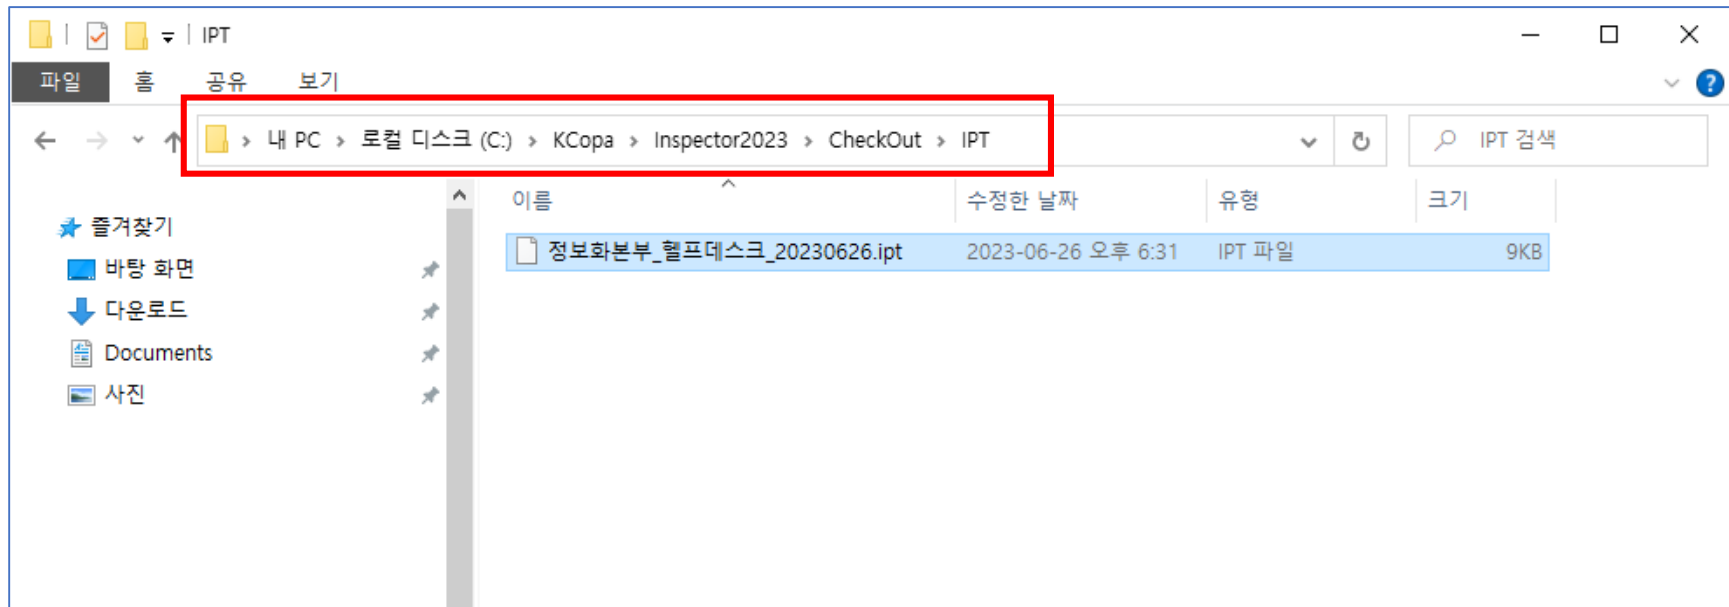 IPT
파일 홈 공유 보기
내 PC > 로컬 디스크 (C:) > KCopa > Inspector2023 > CheckOut > IPT
IPT 검색
이름 수정한 날짜 유형 크기
즐겨찾기
정보화본부_헬프데스크_20230626.ipt 2023-06-26 오후 6:31 IPT 파일 9KB
바탕 화면
다운로드
Documents
사진